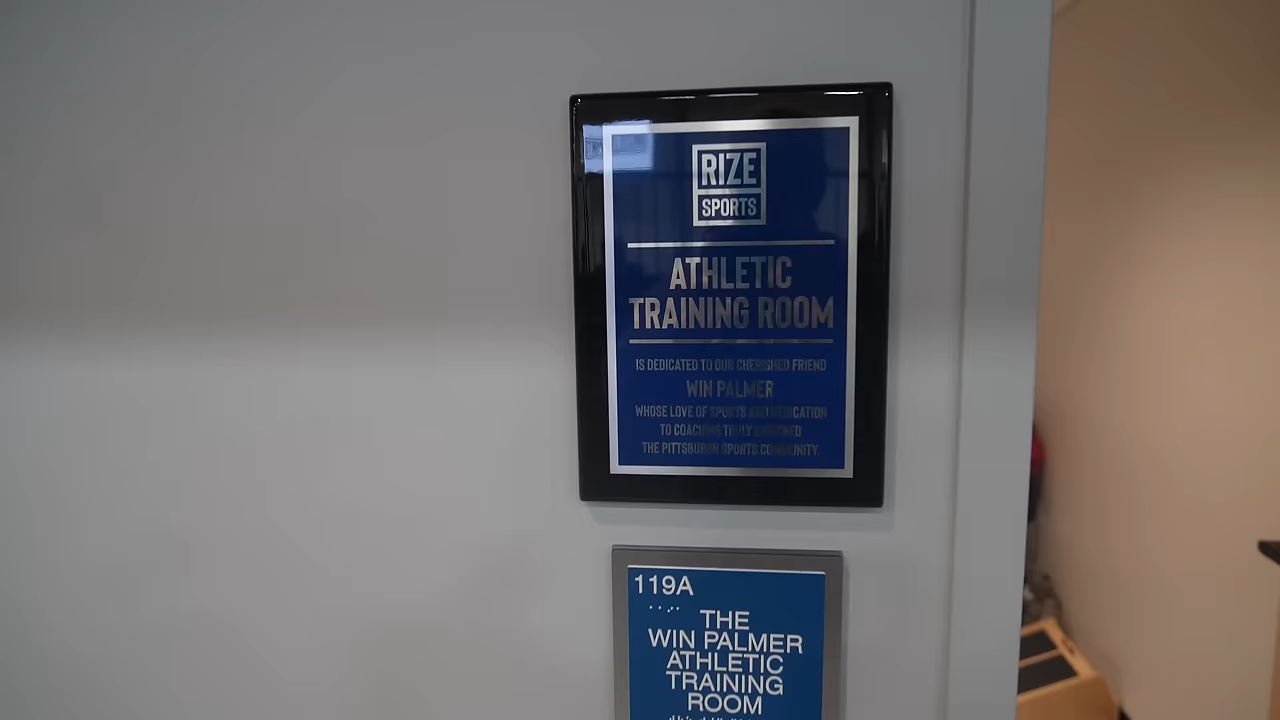 RIZE
SPORTS
ATHLETIC
TRAINING ROOM
IS DEDICATED TO OUR CHERISHED FRIEND
WIN PALMER
WHOSE LOVE OF SPORTS AND DEDICATION
TO COACHING TRULY ENRICHED
THE PITTSBURGH SPORTS COMMUNITY.
119A
THE
WIN PALMER
ATHLETIC
TRAINING
ROOM